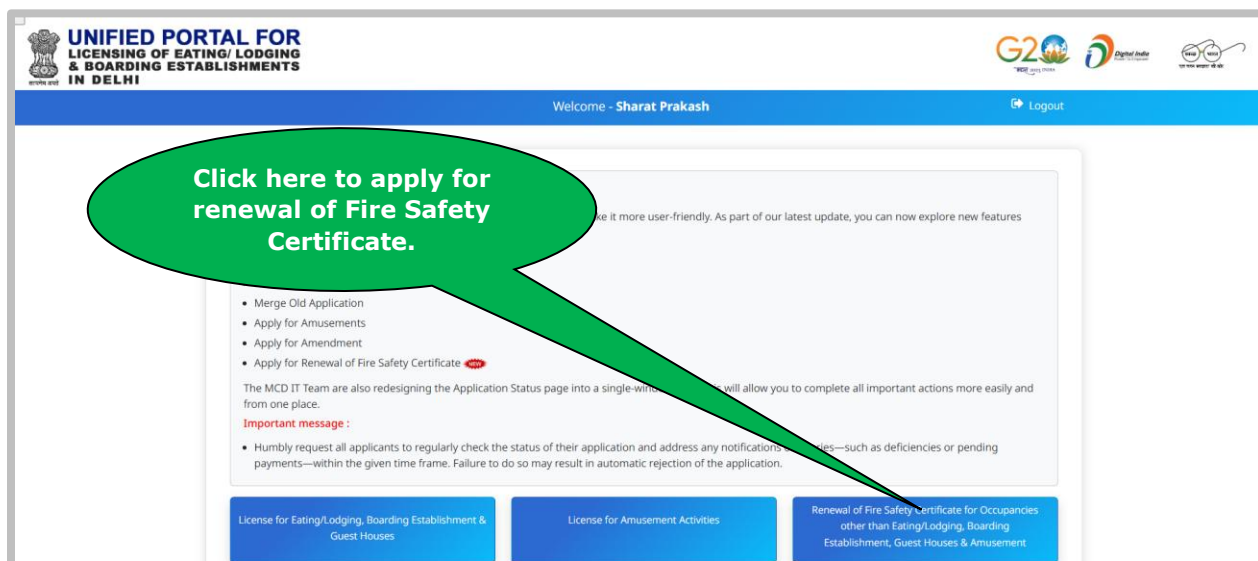 UNIFIED PORTAL FOR
LICENSING OF EATING/ LODGING
& BOARDING ESTABLISHMENTS
IN DELHI
G20
Digital India
Welcome - Sharat Prakash
Logout
Click here to apply for
renewal of Fire Safety
Certificate.
ke it more user-friendly. As part of our latest update, you can now explore new features
• Merge Old Application
• Apply for Amusements
• Apply for Amendment
• Apply for Renewal of Fire Safety Certificate NEW
The MCD IT Team are also redesigning the Application Status page into a single-wind will allow you to complete all important actions more easily and
from one place.
Important message :
• Humbly request all applicants to regularly check the status of their application and address any notifications ries—such as deficiencies or pending
payments—within the given time frame. Failure to do so may result in automatic rejection of the application.
License for Eating/Lodging, Boarding Establishment &
Guest Houses
License for Amusement Activities
Renewal of Fire Safety Certificate for Occupancies
other than Eating/Lodging, Boarding
Establishment, Guest Houses & Amusement